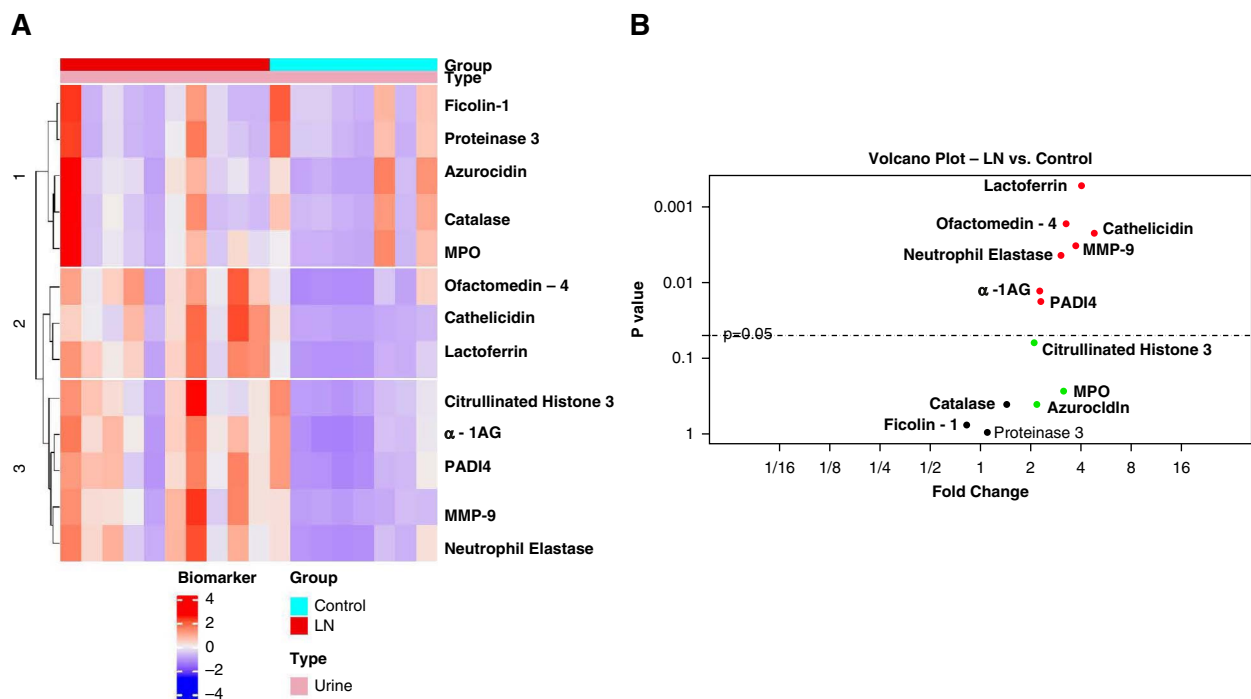 A
B
Group
Type
Ficolin-1
Proteinase 3
Azurocidin
Catalase
MPO
Ofactomedin – 4
Cathelicidin
Lactoferrin
Citrullinated Histone 3
α - 1AG
PADI4
MMP-9
Neutrophil Elastase
1
2
3
Biomarker
4
2
0
−2
−4
Group
Control
LN
Type
Urine
Volcano Plot – LN vs. Control
P value
0.001
0.01
0.1
1
Lactoferrin
Ofactomedin - 4
Cathelicidin
MMP-9
Neutrophil Elastase
α -1AG
PADI4
p=0.05
Citrullinated Histone 3
MPO
Catalase
Azurocldln
Ficolin - 1
Proteinase 3
1/16 1/8 1/4 1/2 1 2 4 8 16
Fold Change